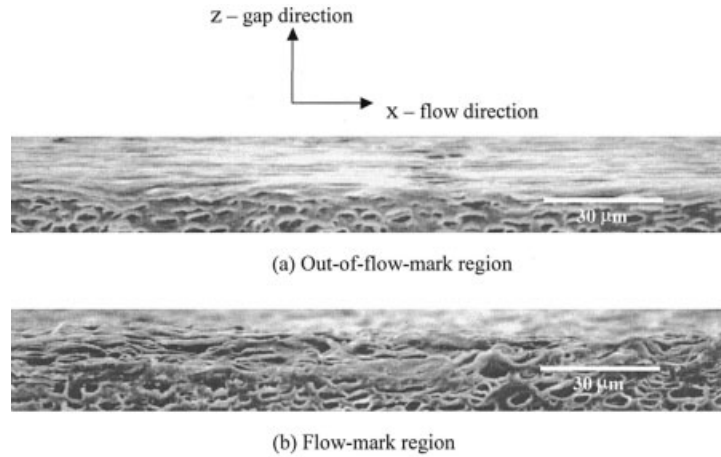 z – gap direction
x – flow direction
30 μm
(a) Out-of-flow-mark region
30 μm
(b) Flow-mark region